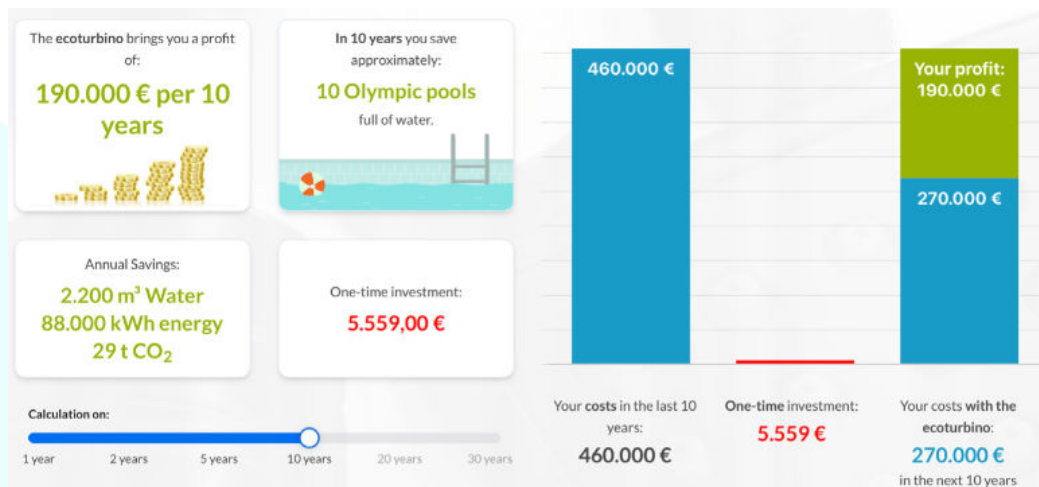 The ecoturbino brings you a profit
of:
190.000 € per 10
years
In 10 years you save
approximately:
10 Olympic pools
full of water.
Annual Savings:
2.200 m³ Water
88.000 kWh energy
29 t CO₂
One-time investment:
5.559,00 €
Calculation on:
1 year
2 years
5 years
10 years
20 years
30 years
460.000 €
Your profit:
190.000 €
270.000 €
Your costs in the last 10
years:
460.000 €
One-time investment:
5.559 €
Your costs with the
ecoturbino:
270.000 €
in the next 10 years